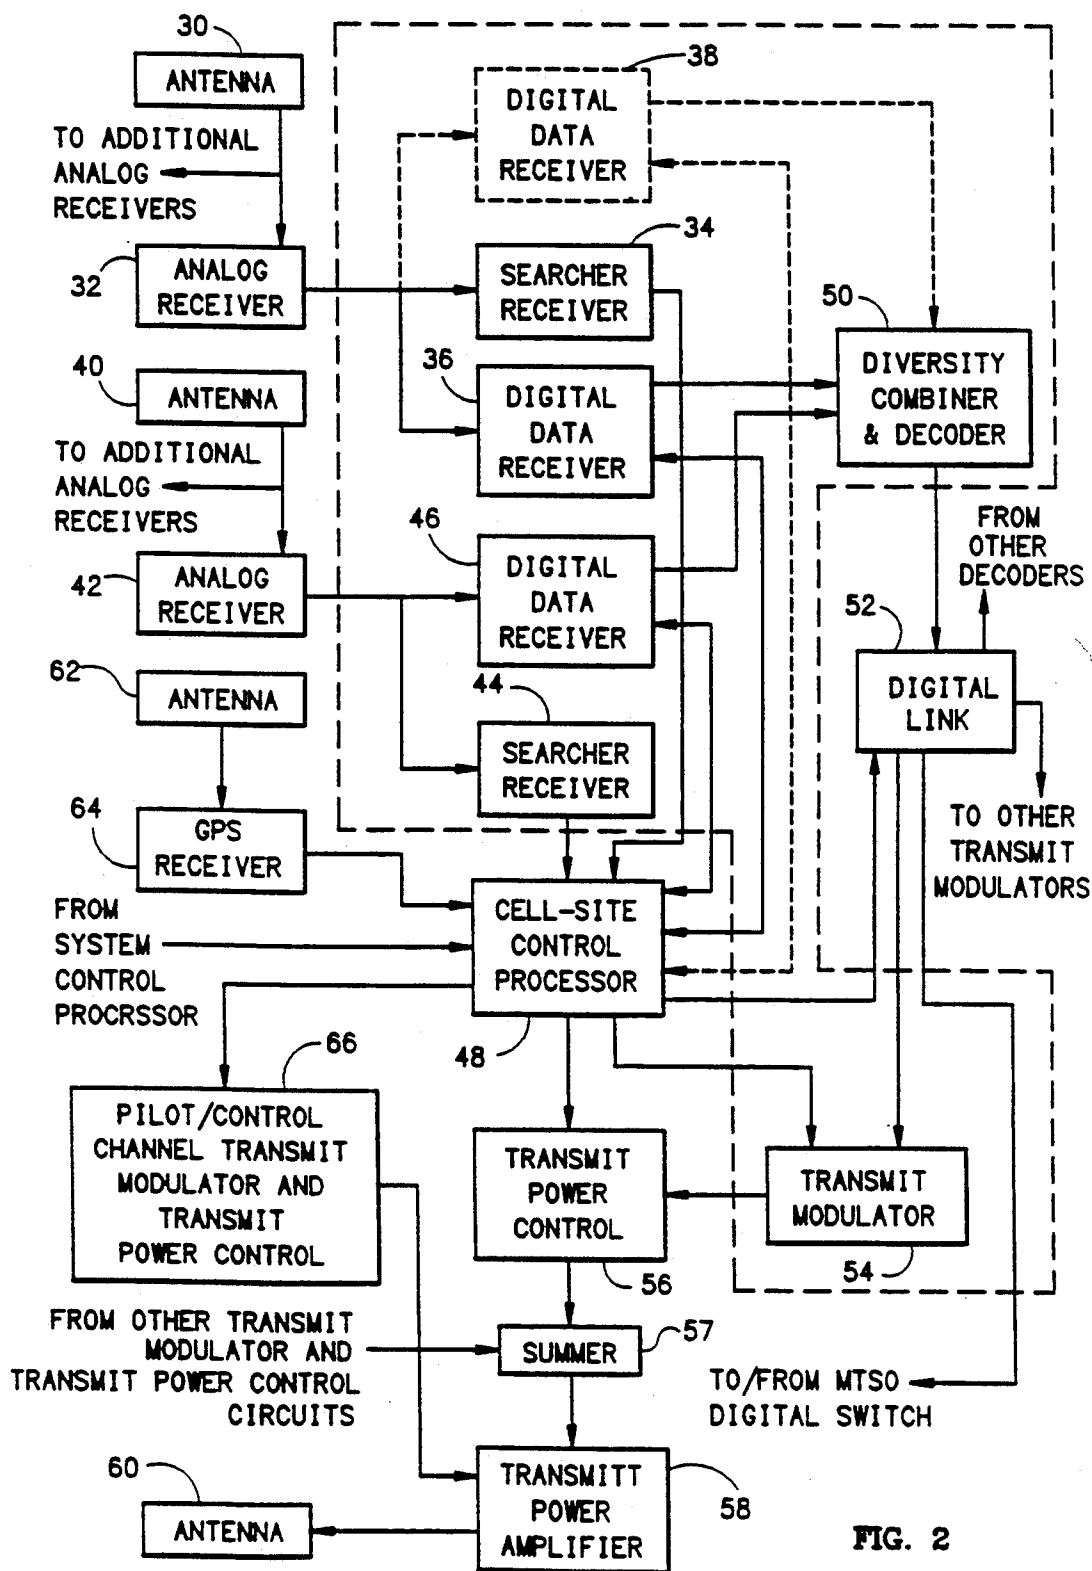 30
ANTENNA
TO ADDITIONAL
ANALOG
RECEIVERS
32
ANALOG
RECEIVER
40
ANTENNA
TO ADDITIONAL
ANALOG
RECEIVERS
42
ANALOG
RECEIVER
62
ANTENNA
64
GPS
RECEIVER
FROM
SYSTEM
CONTROL
PROCRSSOR
38
DIGITAL
DATA
RECEIVER
34
SEARCHER
RECEIVER
36
DIGITAL
DATA
RECEIVER
46
DIGITAL
DATA
RECEIVER
44
SEARCHER
RECEIVER
50
DIVERSITY
COMBINER
& DECODER
FROM
OTHER
DECODERS
52
DIGITAL
LINK
TO OTHER
TRANSMIT
MODULATORS
CELL-SITE
CONTROL
PROCESSOR
48
66
PILOT/CONTROL
CHANNEL TRANSMIT
MODULATOR AND
TRANSMIT
POWER CONTROL
TRANSMIT
POWER
CONTROL
56
TRANSMIT
MODULATOR
54
FROM OTHER TRANSMIT
MODULATOR AND
TRANSMIT POWER CONTROL
CIRCUITS
SUMMER
57
TO/FROM MTSO
DIGITAL SWITCH
60
ANTENNA
TRANSMITT
POWER
AMPLIFIER
58
FIG. 2